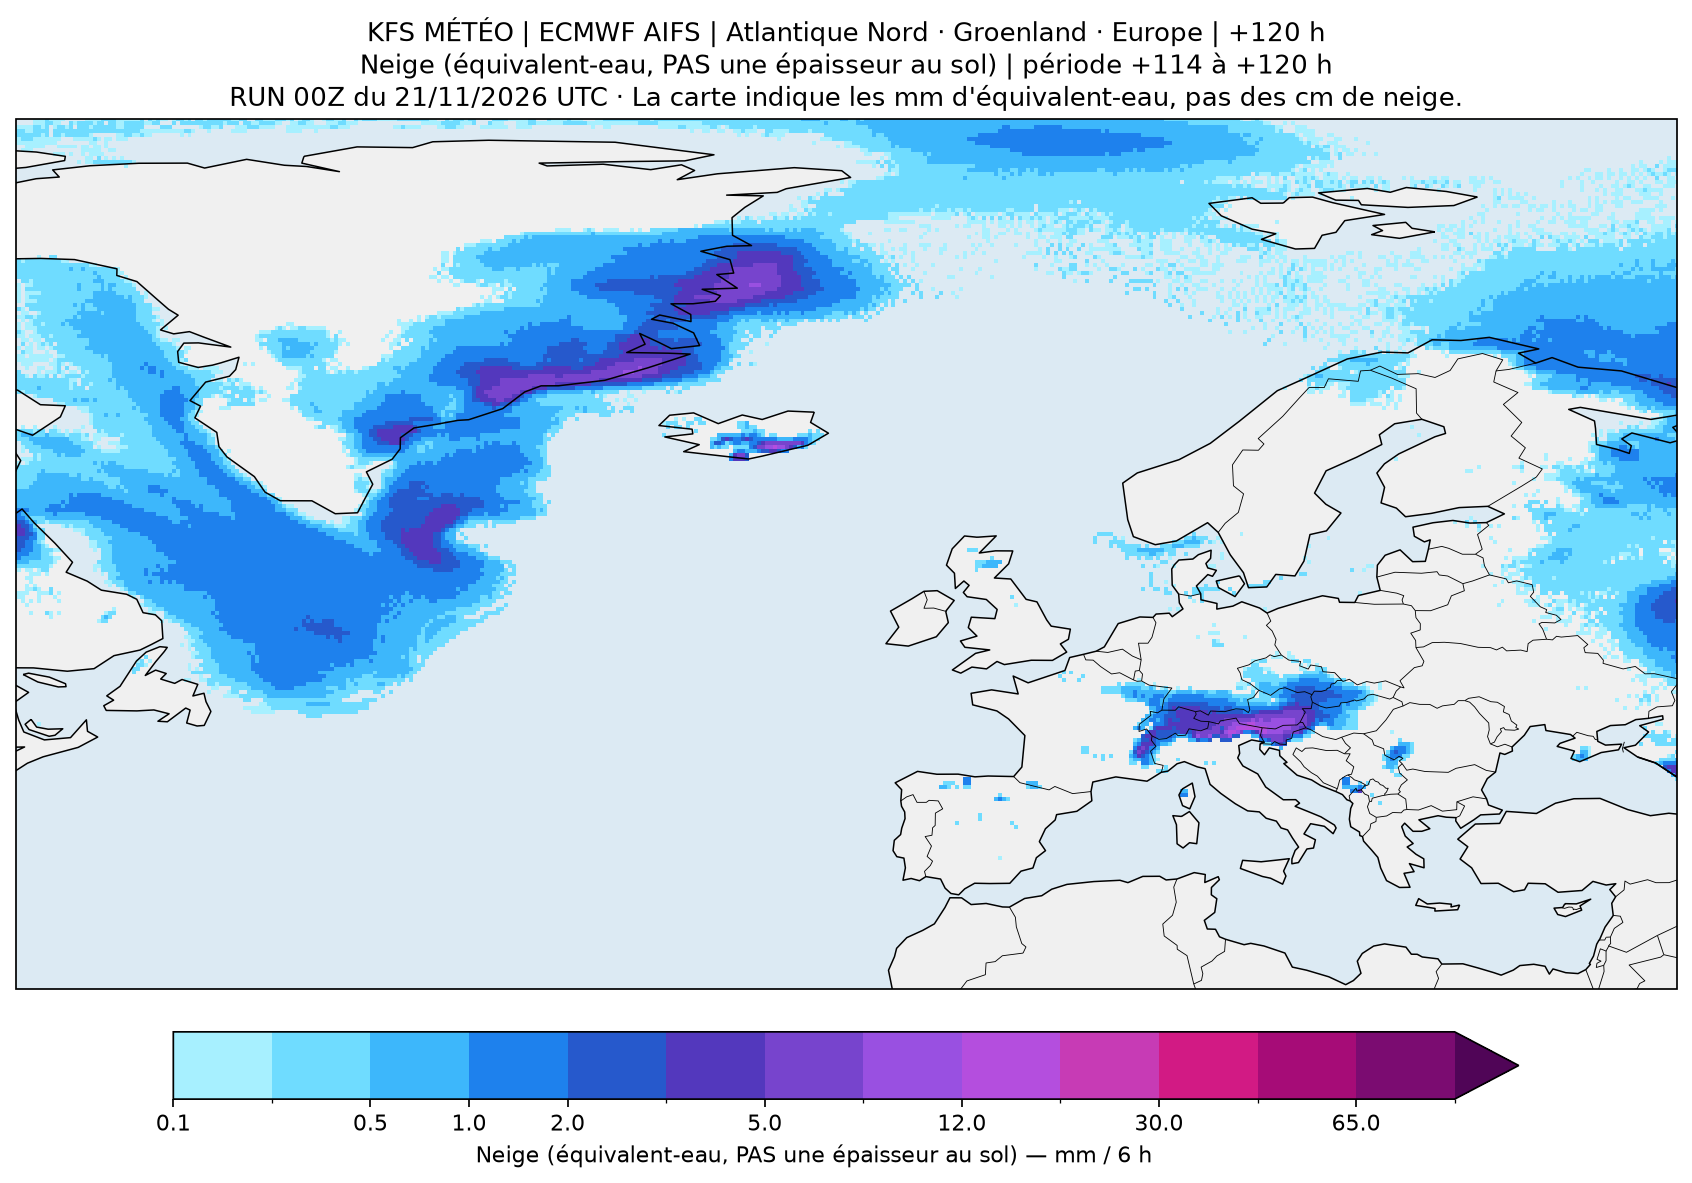 KFS MÉTÉO | ECMWF AIFS | Atlantique Nord · Groenland · Europe | +120 h
Neige (équivalent-eau, PAS une épaisseur au sol) | période +114 à +120 h
RUN 00Z du 21/11/2026 UTC · La carte indique les mm d'équivalent-eau, pas des cm de neige.
0.1 0.5 1.0 2.0 5.0 12.0 30.0 65.0
Neige (équivalent-eau, PAS une épaisseur au sol) — mm / 6 h